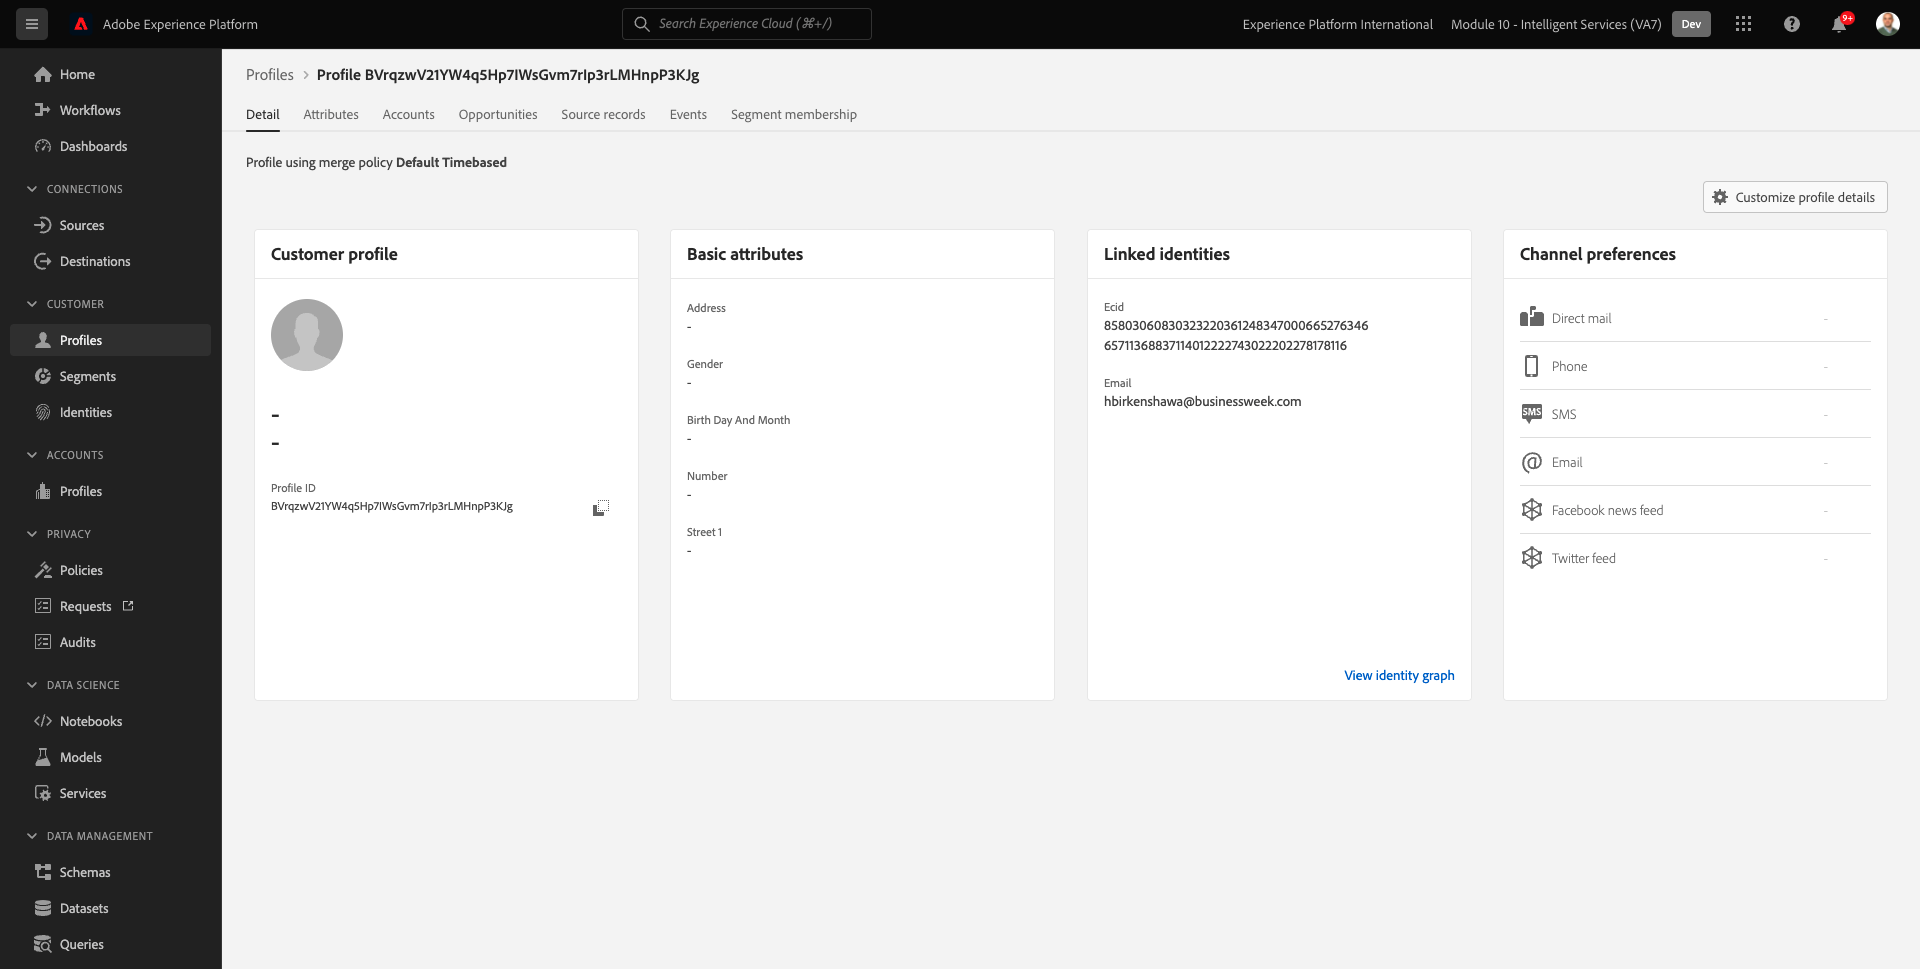 Adobe Experience Platform
Search Experience Cloud (⌘+/)
Experience Platform International
Module 10 - Intelligent Services (VA7)
Dev
9+
Home
Workflows
Dashboards
CONNECTIONS
Sources
Destinations
CUSTOMER
Profiles
Segments
Identities
ACCOUNTS
Profiles
PRIVACY
Policies
Requests
Audits
DATA SCIENCE
Notebooks
Models
Services
DATA MANAGEMENT
Schemas
Datasets
Queries
Profiles > Profile BVrqzwV21YW4q5Hp7IWsGvm7rIp3rLMHnpP3KJg
Detail Attributes Accounts Opportunities Source records Events Segment membership
Profile using merge policy Default Timebased
Customize profile details
Customer profile
-
-
Profile ID
BVrqzwV21YW4q5Hp7IWsGvm7rIp3rLMHnpP3KJg
Basic attributes
Address
-
Gender
-
Birth Day And Month
-
Number
-
Street 1
-
Linked identities
Ecid
85803060830323220361248347000665276346
65711368837114012222743022202278178116
Email
hbirkenshawa@businessweek.com
View identity graph
Channel preferences
Direct mail -
Phone -
SMS SMS -
Email -
Facebook news feed -
Twitter feed -